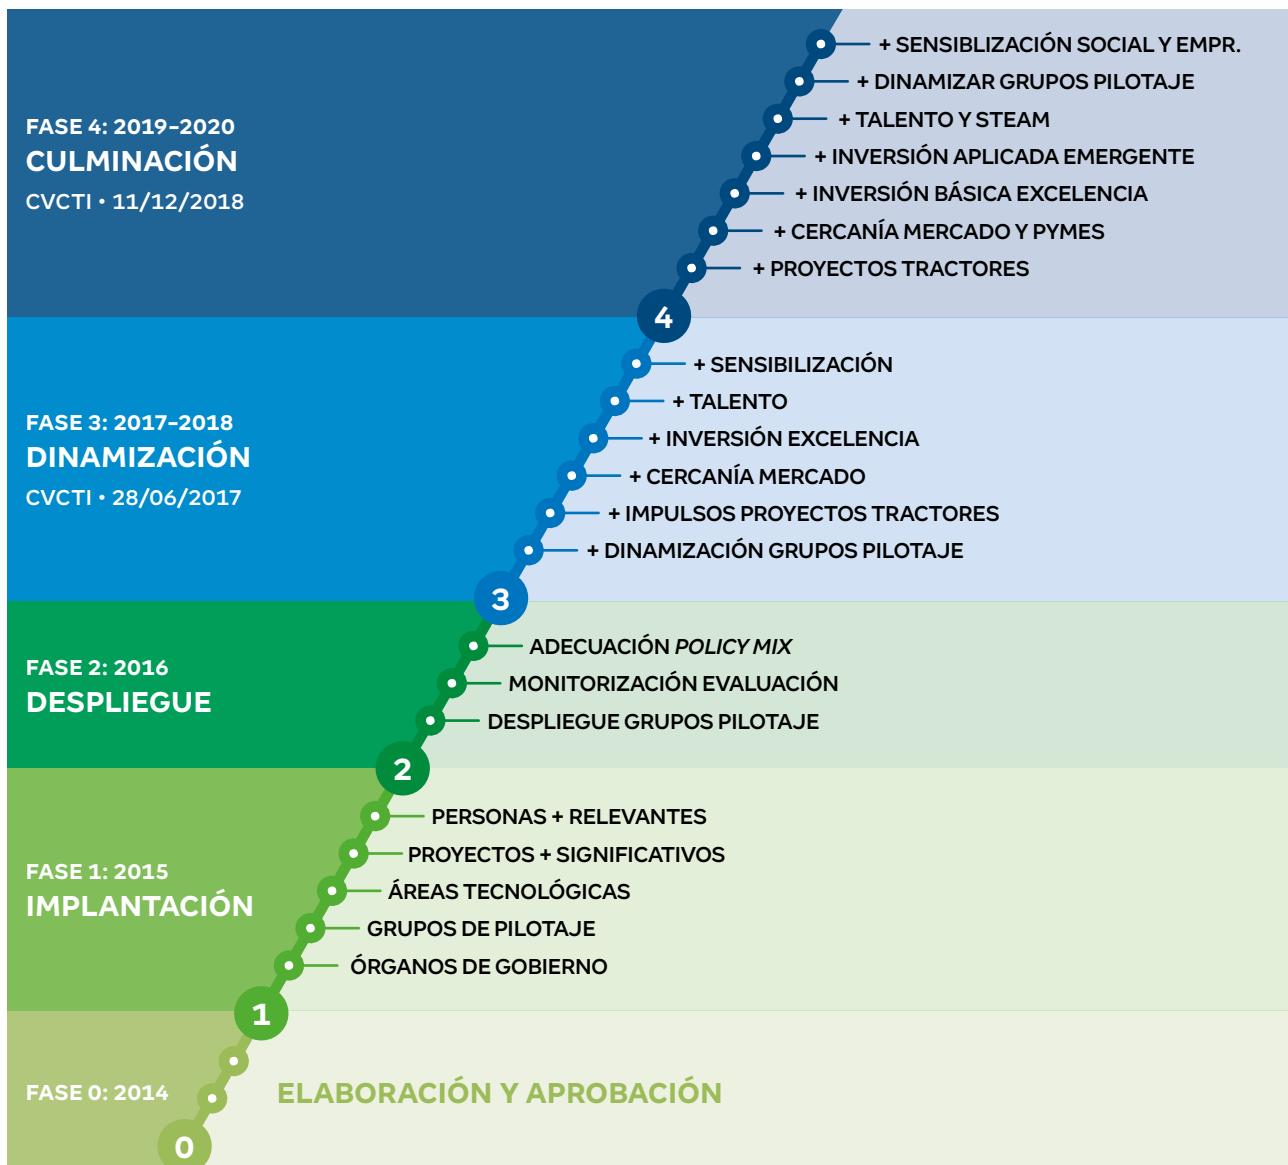 FASE 4: 2019-2020
CULMINACIÓN
CVCTI • 11/12/2018
+ SENSIBLIZACIÓN SOCIAL Y EMPR.
+ DINAMIZAR GRUPOS PILOTAJE
+ TALENTO Y STEAM
+ INVERSIÓN APLICADA EMERGENTE
+ INVERSIÓN BÁSICA EXCELENCIA
+ CERCANÍA MERCADO Y PYMES
+ PROYECTOS TRACTORES
4
FASE 3: 2017-2018
DINAMIZACIÓN
CVCTI • 28/06/2017
+ SENSIBILIZACIÓN
+ TALENTO
+ INVERSIÓN EXCELENCIA
+ CERCANÍA MERCADO
+ IMPULSOS PROYECTOS TRACTORES
+ DINAMIZACIÓN GRUPOS PILOTAJE
3
FASE 2: 2016
DESPLIEGUE
ADECUACIÓN POLICY MIX
MONITORIZACIÓN EVALUACIÓN
DESPLIEGUE GRUPOS PILOTAJE
2
FASE 1: 2015
IMPLANTACIÓN
PERSONAS + RELEVANTES
PROYECTOS + SIGNIFICATIVOS
ÁREAS TECNOLÓGICAS
GRUPOS DE PILOTAJE
ÓRGANOS DE GOBIERNO
1
FASE 0: 2014
ELABORACIÓN Y APROBACIÓN
0